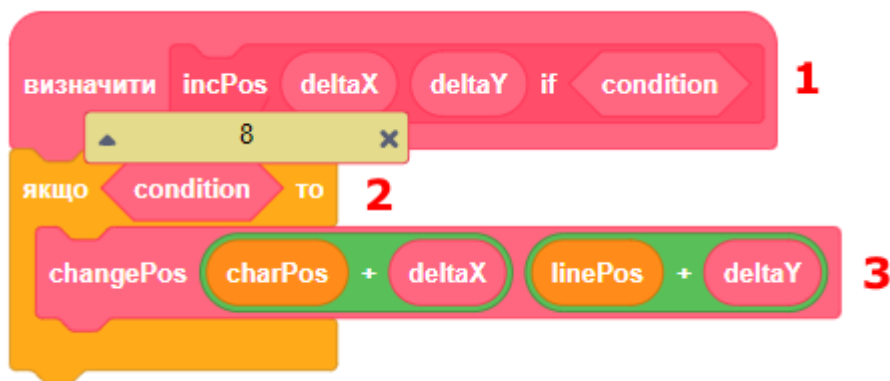 визначити incPos deltaX deltaY if condition 1
8
якщо condition то 2
changePos charPos + deltaX linePos + deltaY 3